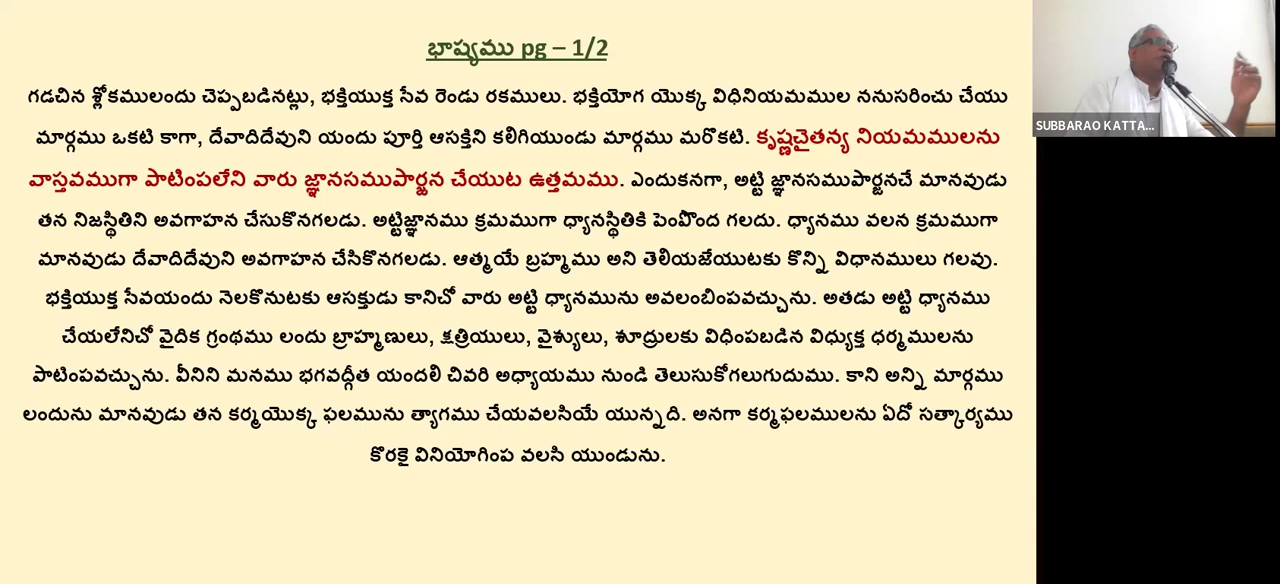 భాష్యము pg – 1/2
గడచిన శ్లోకములందు చెప్పబడినట్లు, భక్తియుక్త సేవ రెండు రకములు. భక్తియోగ యొక్క విధినియమముల ననుసరించు చేయు
మార్గము ఒకటి కాగా, దేవాదిదేవుని యందు పూర్తి ఆసక్తిని కలిగియుండు మార్గము మరొకటి. కృష్ణచైతన్య నియమములను
వాస్తవముగా పాటింపలేని వారు జ్ఞానసముపార్జన చేయుట ఉత్తమము. ఎందుకనగా, అట్టి జ్ఞానసముపార్జనచే మానవుడు
తన నిజస్థితిని అవగాహన చేసుకొనగలడు. అట్టిజ్ఞానము క్రమముగా ధ్యానస్థితికి పెంపొంద గలదు. ధ్యానము వలన క్రమముగా
మానవుడు దేవాదిదేవుని అవగాహన చేసికొనగలడు. ఆత్మయే బ్రహ్మము అని తెలియజేయుటకు కొన్ని విధానములు గలవు.
భక్తియుక్త సేవయందు నెలకొనుటకు ఆసక్తుడు కానిచో వారు అట్టి ధ్యానమును అవలంబింపవచ్చును. అతడు అట్టి ధ్యానము
చేయలేనిచో వైదిక గ్రంథము లందు బ్రాహ్మణులు, క్షత్రియులు, వైశ్యులు, శూద్రులకు విధింపబడిన విధ్యుక్త ధర్మములను
పాటింపవచ్చును. వీనిని మనము భగవద్గీత యందలి చివరి అధ్యాయము నుండి తెలుసుకోగలుగుదుము. కాని అన్ని మార్గము
లందును మానవుడు తన కర్మయొక్క ఫలమును త్యాగము చేయవలసియే యున్నది. అనగా కర్మఫలములను ఏదో సత్కార్యము
కొరకై వినియోగింప వలసి యుండును.
SUBBARAO KATTA...